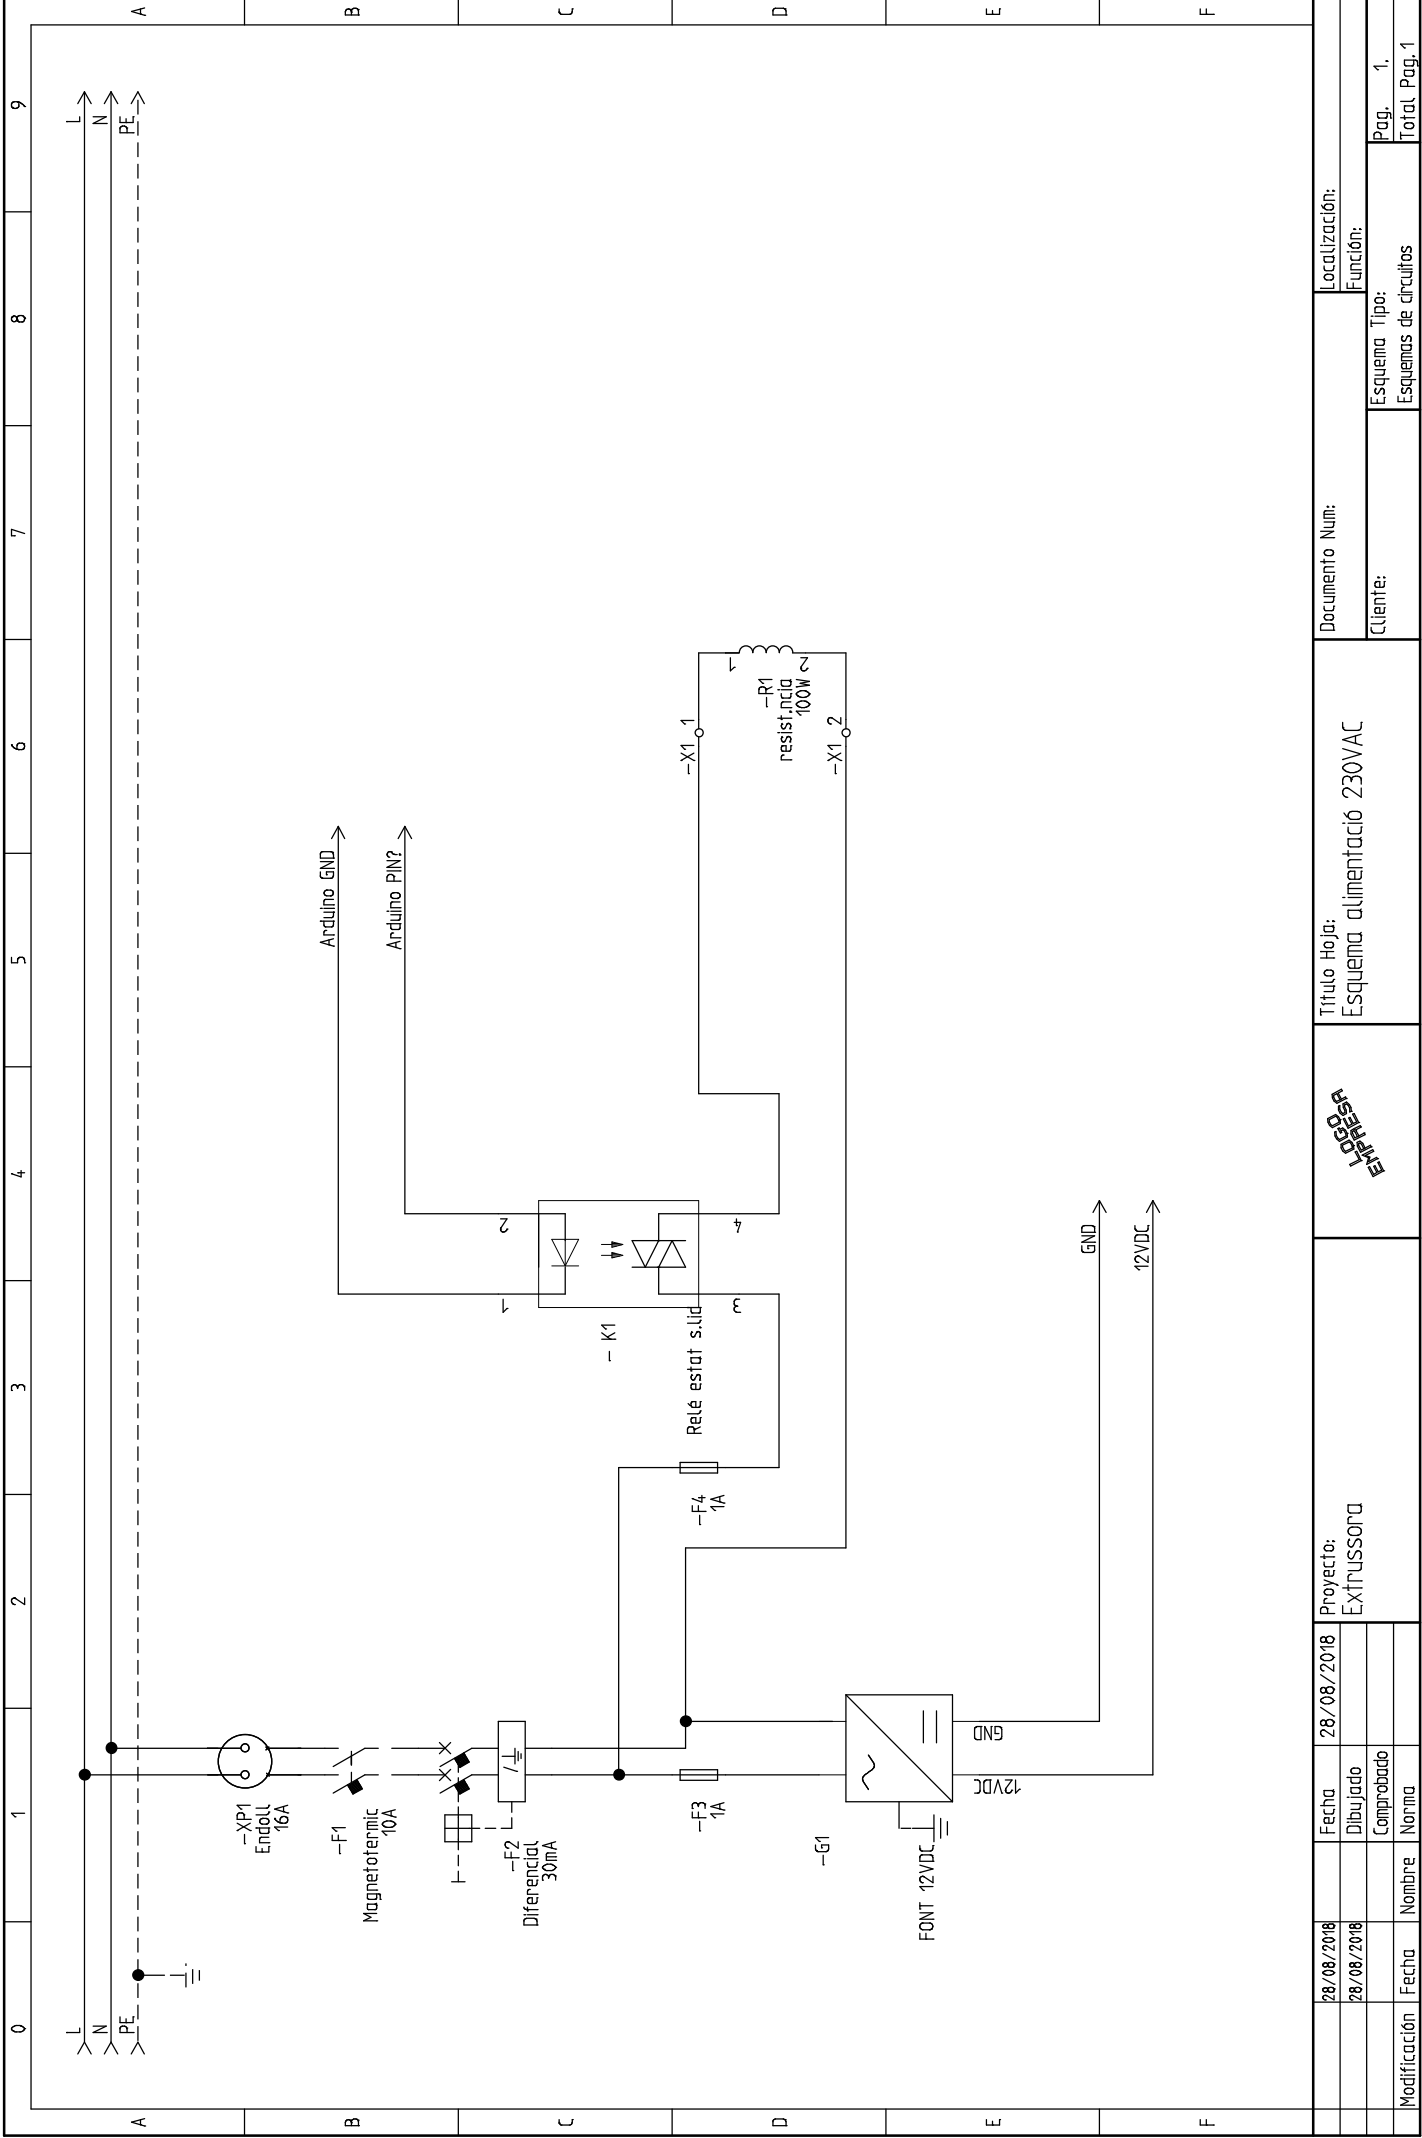 0 1 2 3 4 5 6 7 8 9
A
B
C
D
E
F
A
B
C
D
E
F
L
N
PE
L
N
PE
-XP1
Endoll
16A
-F1
Magnetotermic
10A
-F2
Diferencial
30mA
-F3
1A
-G1
FONT 12VDC
12VDC
GND
-F4
1A
- K1
Relé estat s.lid
1
2
3
4
Arduino GND
Arduino PIN?
GND
12VDC
-X1 1
-R1
resist.ncia
100W
1
2
-X1 2
28/08/2018
28/08/2018
Modificación Fecha Nombre
Fecha 28/08/2018
Dibujado
Comprobado
Norma
Proyecto:
Extrussora
LOGO
EMPRESA
Título Hoja:
Esquema alimentació 230VAC
Documento Num:
Cliente:
Localización:
Función:
Esquema Tipo:
Esquemas de circuitos
Pag. 1.
Total Pag. 1